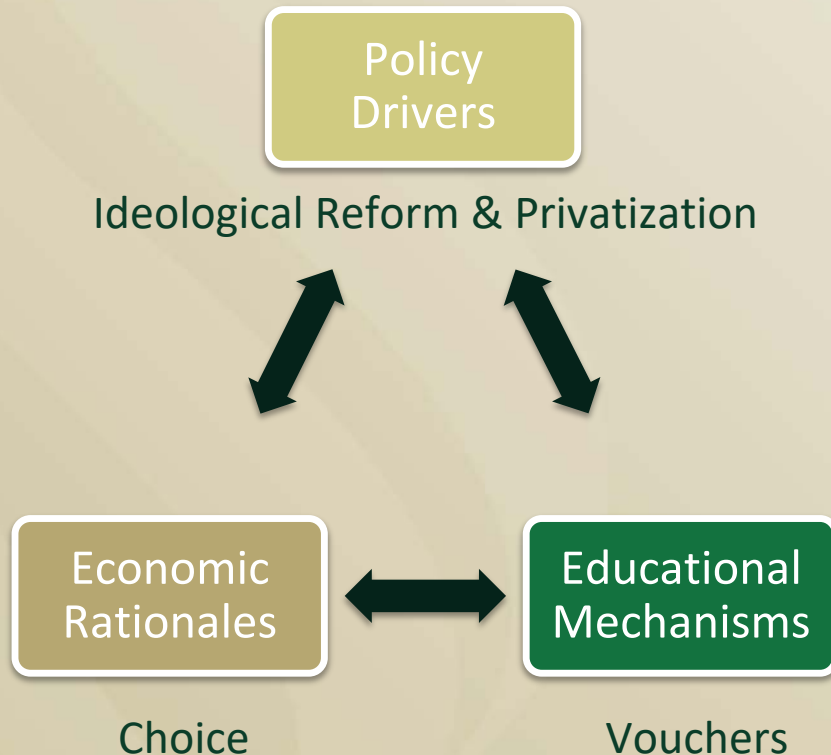 Policy
Drivers
Ideological Reform & Privatization
Economic
Rationales
Educational
Mechanisms
Choice
Vouchers